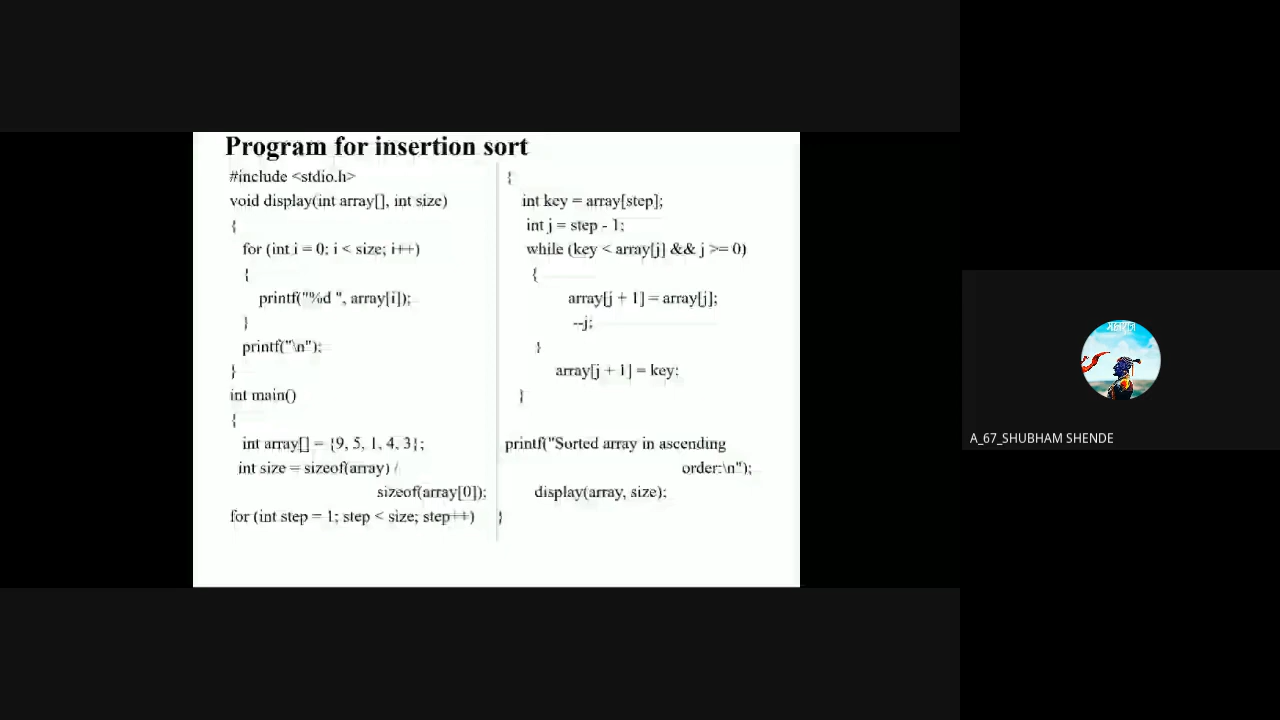 Program for insertion sort
#include <stdio.h>
void display(int array[], int size)
{
for (int i = 0; i < size; i++)
{
printf("%d ", array[i]);
}
printf("\n");
}
int main()
{
int array[] = {9, 5, 1, 4, 3};
int size = sizeof(array) /
sizeof(array[0]);
for (int step = 1; step < size; step++)
{
int key = array[step];
int j = step - 1;
while (key < array[j] && j >= 0)
{
array[j + 1] = array[j];
--j;
}
array[j + 1] = key;
}
printf("Sorted array in ascending
order:\n");
display(array, size);
}
A_67_SHUBHAM SHENDE